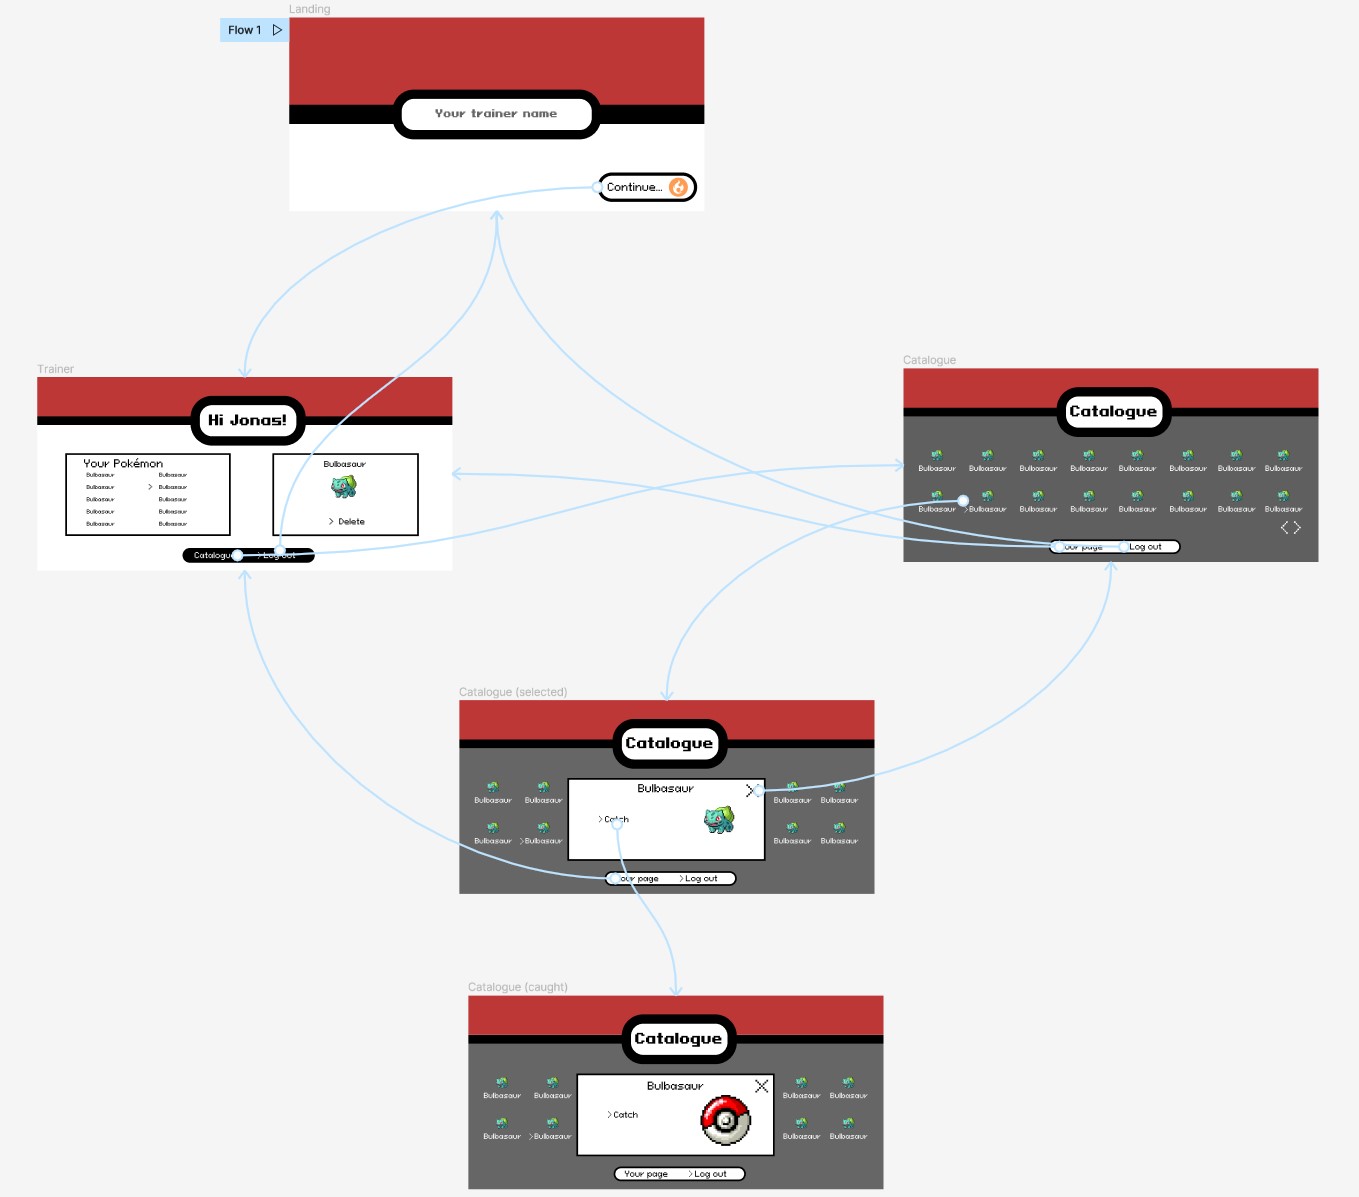 Landing
Flow 1
Your trainer name
Continue...
Trainer
Hi Jonas!
Your Pokémon
Bulbasaur Bulbasaur
Bulbasaur > Bulbasaur
Bulbasaur Bulbasaur
Bulbasaur Bulbasaur
Bulbasaur Bulbasaur
Bulbasaur
> Delete
Catalogue > Log out
Catalogue
Catalogue
Bulbasaur Bulbasaur Bulbasaur Bulbasaur Bulbasaur Bulbasaur Bulbasaur Bulbasaur
Bulbasaur >Bulbasaur Bulbasaur Bulbasaur Bulbasaur Bulbasaur Bulbasaur Bulbasaur
< >
Your page Log out
Catalogue (selected)
Catalogue
Bulbasaur
Bulbasaur Bulbasaur Bulbasaur Bulbasaur
>Catch
Bulbasaur >Bulbasaur Bulbasaur Bulbasaur
Your page >Log out
Catalogue (caught)
Catalogue
Bulbasaur
Bulbasaur Bulbasaur Bulbasaur Bulbasaur
>Catch
Bulbasaur >Bulbasaur Bulbasaur Bulbasaur
Your page >Log out